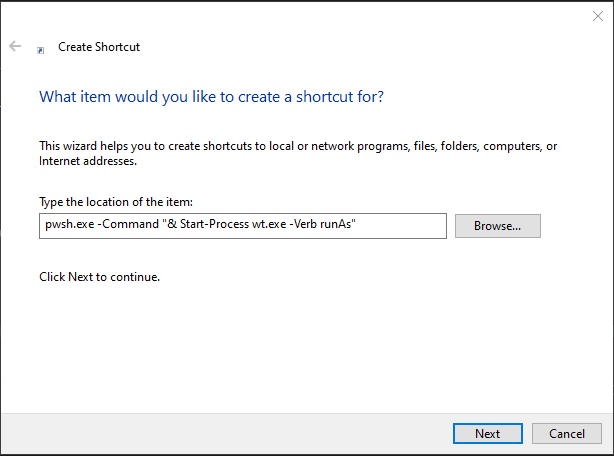 Create Shortcut
What item would you like to create a shortcut for?
This wizard helps you to create shortcuts to local or network programs, files, folders, computers, or
Internet addresses.
Type the location of the item:
pwsh.exe -Command "& Start-Process wt.exe -Verb runAs"
Browse...
Click Next to continue.
Next
Cancel